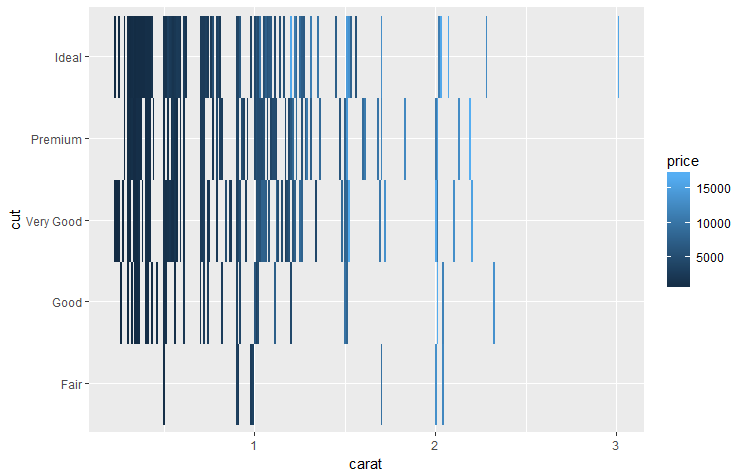 Ideal
Premium
Very Good
Good
Fair
cut
1
2
3
carat
price
15000
10000
5000